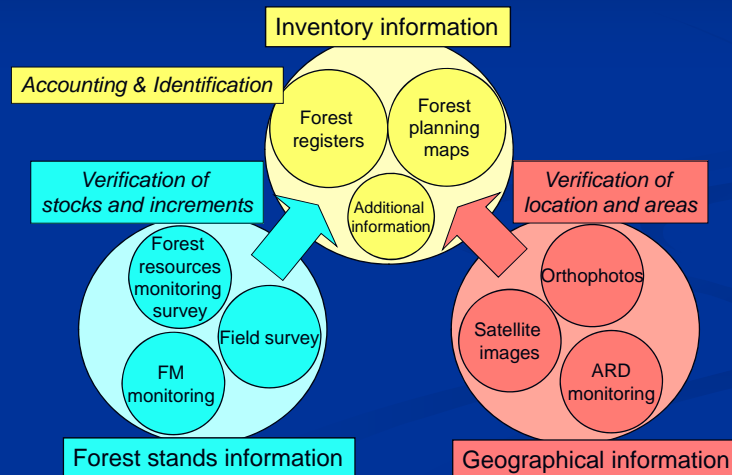 Inventory information
Accounting & Identification
Forest
registers
Forest
planning
maps
Additional
information
Verification of
stocks and increments
Verification of
location and areas
Forest
resources
monitoring
survey
Field survey
FM
monitoring
Orthophotos
Satellite
images
ARD
monitoring
Forest stands information
Geographical information